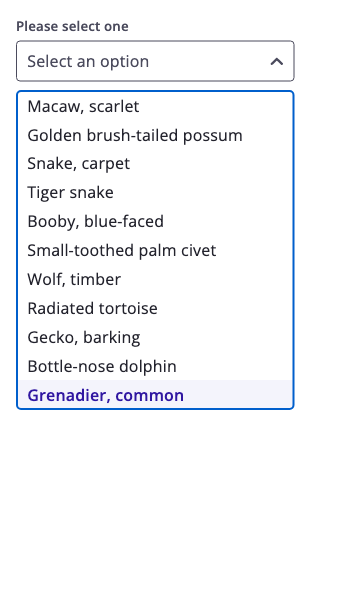 Please select one
Select an option
Macaw, scarlet
Golden brush-tailed possum
Snake, carpet
Tiger snake
Booby, blue-faced
Small-toothed palm civet
Wolf, timber
Radiated tortoise
Gecko, barking
Bottle-nose dolphin
Grenadier, common